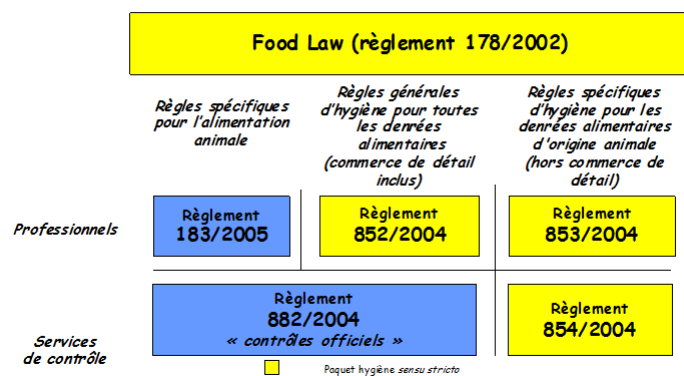 Food Law (règlement 178/2002)
Règles spécifiques
pour l'alimentation
animale
Règles générales
d'hygiène pour toutes
les denrées
alimentaires
(commerce de détail
inclus)
Règles spécifiques
d'hygiène pour les
denrées alimentaires
d'origine animale
(hors commerce de
détail)
Professionnels
Règlement
183/2005
Règlement
852/2004
Règlement
853/2004
Services
de contrôle
Règlement
882/2004
« contrôles officiels »
Règlement
854/2004
Paquet hygiène sensu stricto